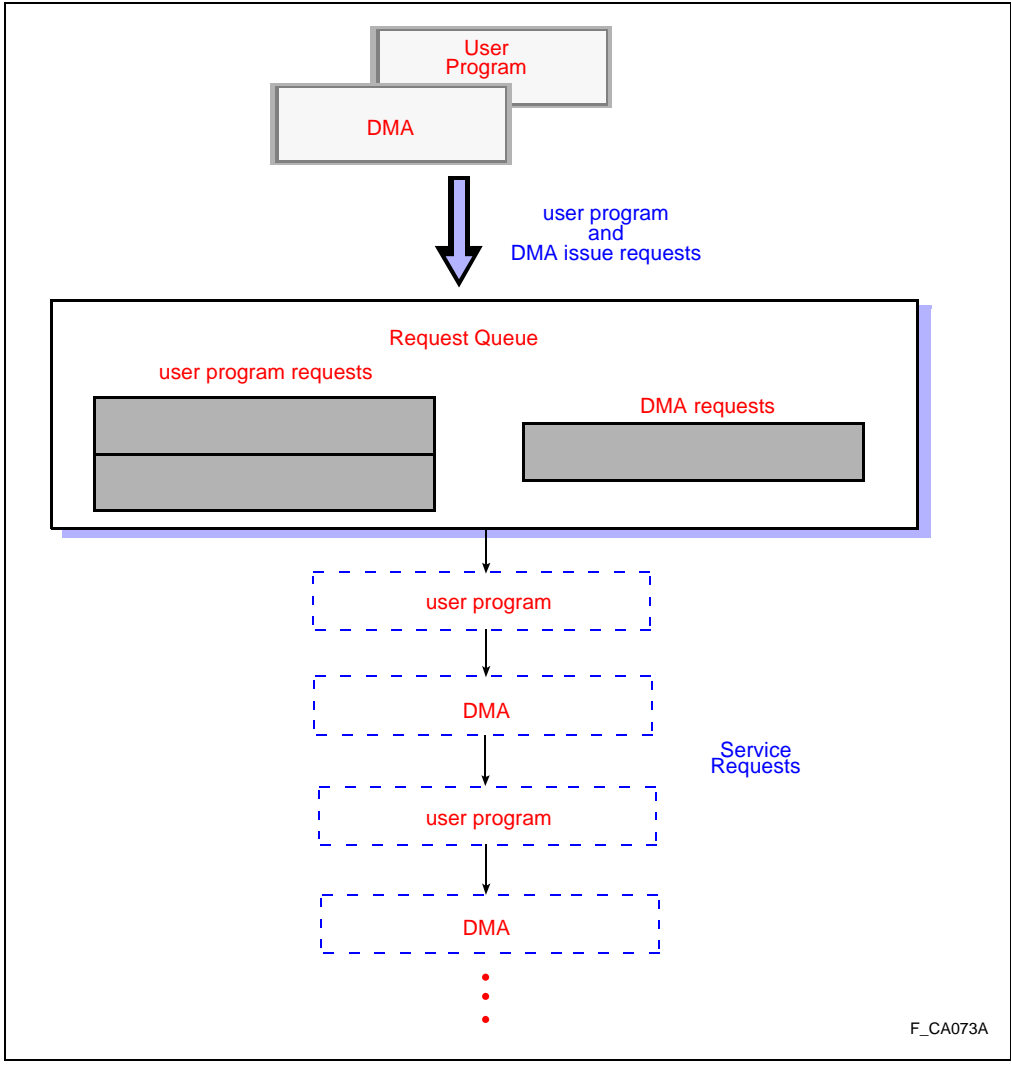 User
Program
DMA
user program
and
DMA issue requests
Request Queue
user program requests
DMA requests
user program
DMA
Service
Requests
user program
DMA
F_CA073A